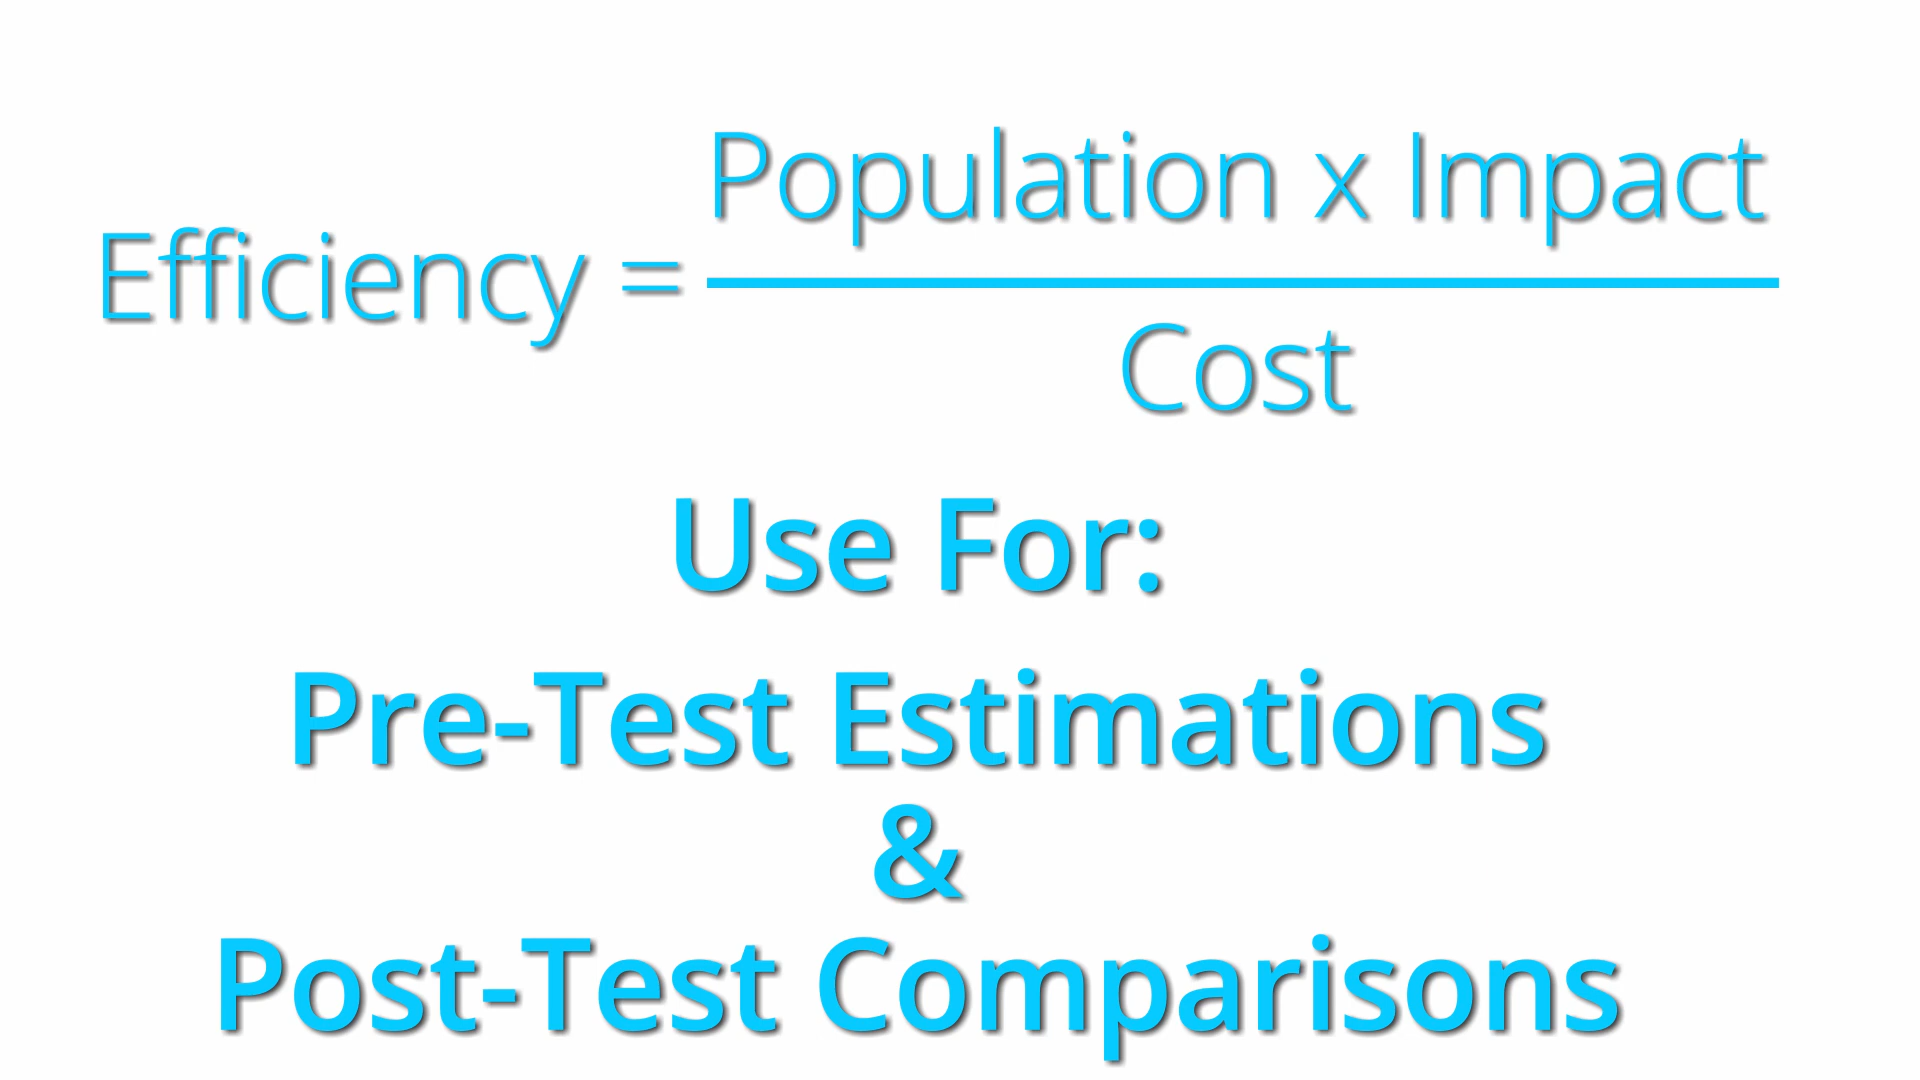 Population x Impact
Efficiency =
Cost
Use For:
Pre-Test Estimations
&
Post-Test Comparisons